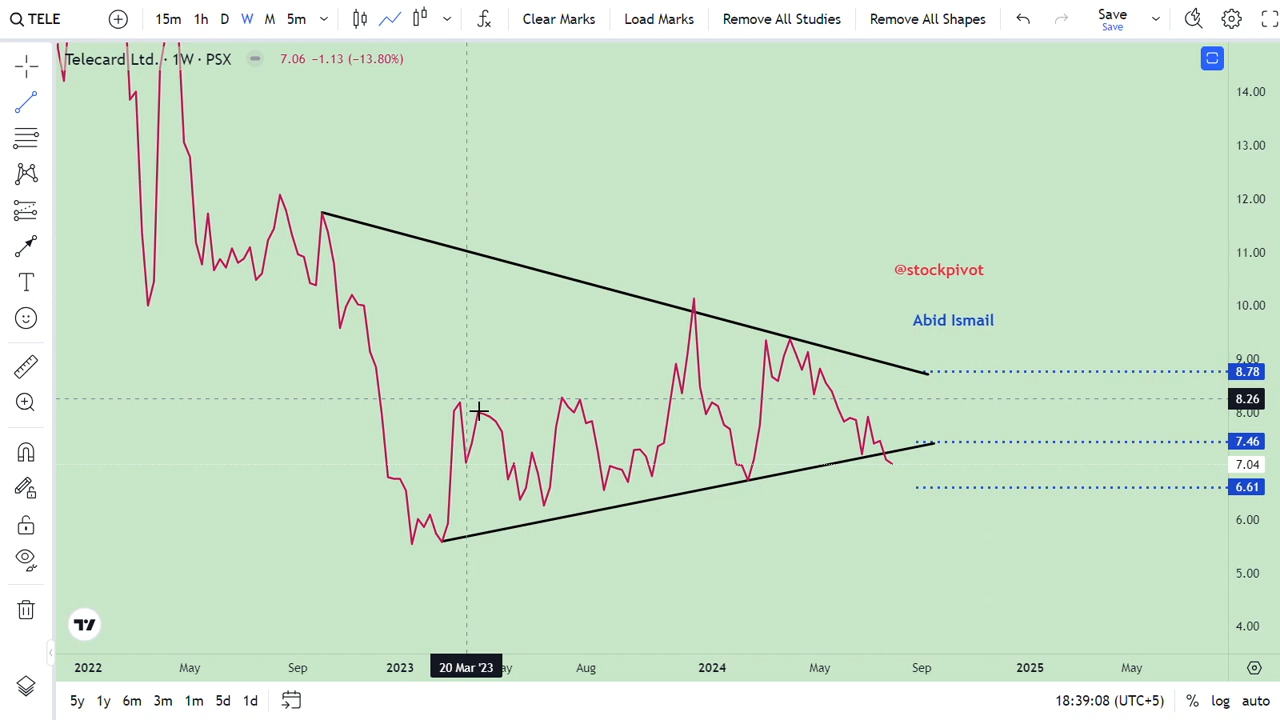 TELE 15m 1h D W M 5m Clear Marks Load Marks Remove All Studies Remove All Shapes Save
Save
Telecard Ltd. · 1W · PSX 7.06 −1.13 (−13.80%)
14.00
13.00
12.00
11.00
@stockpivot
10.00
Abid Ismail
9.00
8.78
8.26
8.00
7.46
7.04
6.61
6.00
5.00
4.00
2022 May Sep 2023 20 Mar '23 ay Aug 2024 May Sep 2025 May
5y 1y 6m 3m 1m 5d 1d 18:39:08 (UTC+5) % log auto